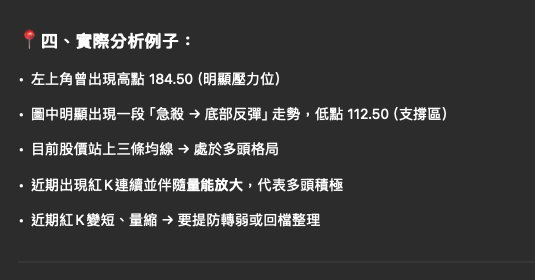 📍四、實際分析例子：
• 左上角曾出現高點 184.50（明顯壓力位）
• 圖中明顯出現一段「急殺 → 底部反彈」走勢，低點 112.50（支撐區）
• 目前股價站上三條均線 → 處於多頭格局
• 近期出現紅K連續並伴隨量能放大，代表多頭積極
• 近期紅K變短、量縮 → 要提防轉弱或回檔整理